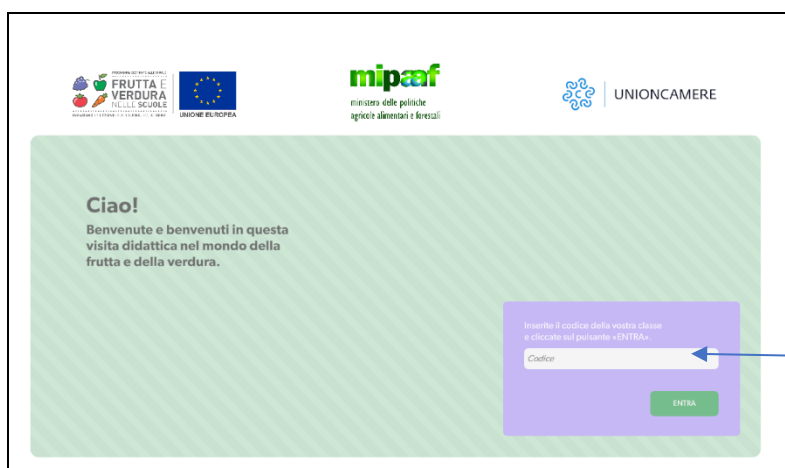 FRUTTA E
VERDURA
NELLE SCUOLE
UNIONE EUROPEA
mipaaf
ministero delle politiche
agricole alimentari e forestali
UNIONCAMERE
Ciao!
Benvenute e benvenuti in questa
visita didattica nel mondo della
frutta e della verdura.
Inserite il codice della vostra classe
e cliccate sul pulsante «ENTRA».
Codice
ENTRA